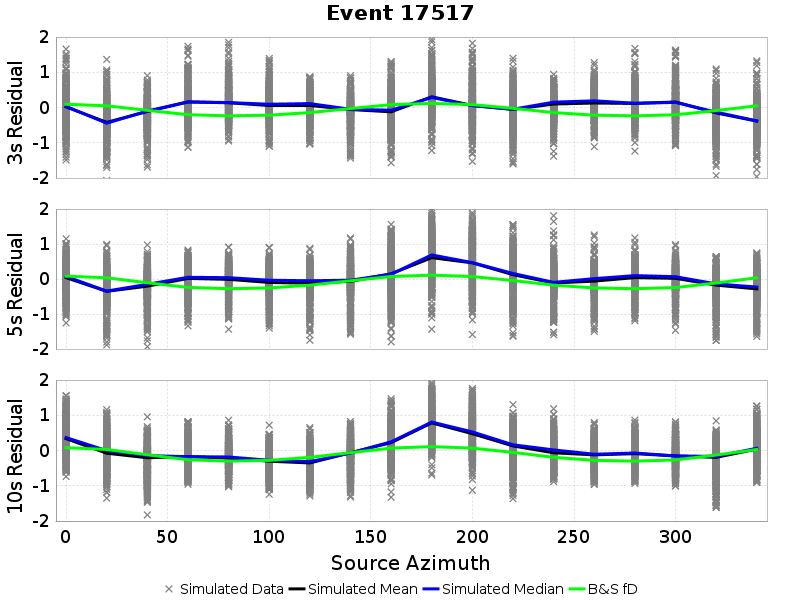 Event 17517
3s Residual
2
1
0
-1
-2
5s Residual
2
1
0
-1
-2
10s Residual
2
1
0
-1
-2
0 50 100 150 200 250 300
Source Azimuth
Simulated Data Simulated Mean Simulated Median B&S fD